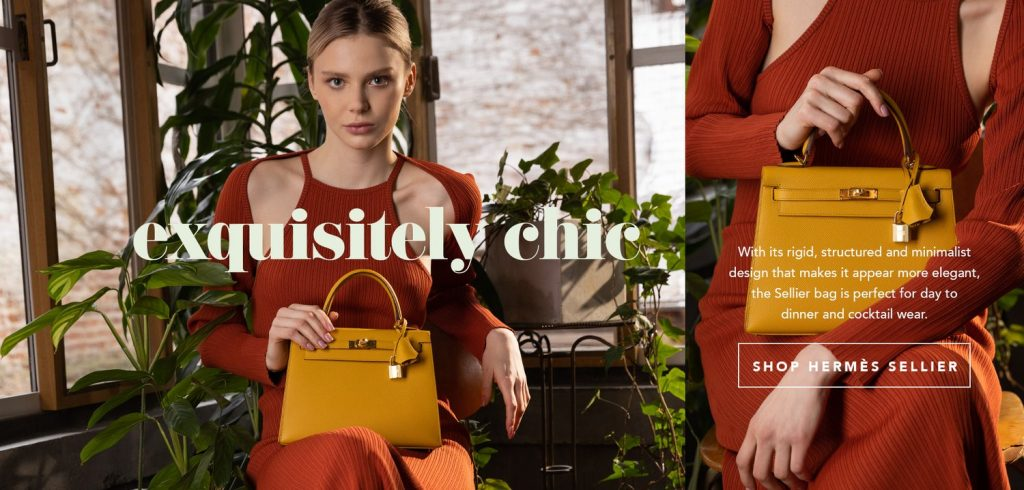 exquisitely chic
With its rigid, structured and minimalist
design that makes it appear more elegant,
the Sellier bag is perfect for day to
dinner and cocktail wear.
SHOP HERMÈS SELLIER